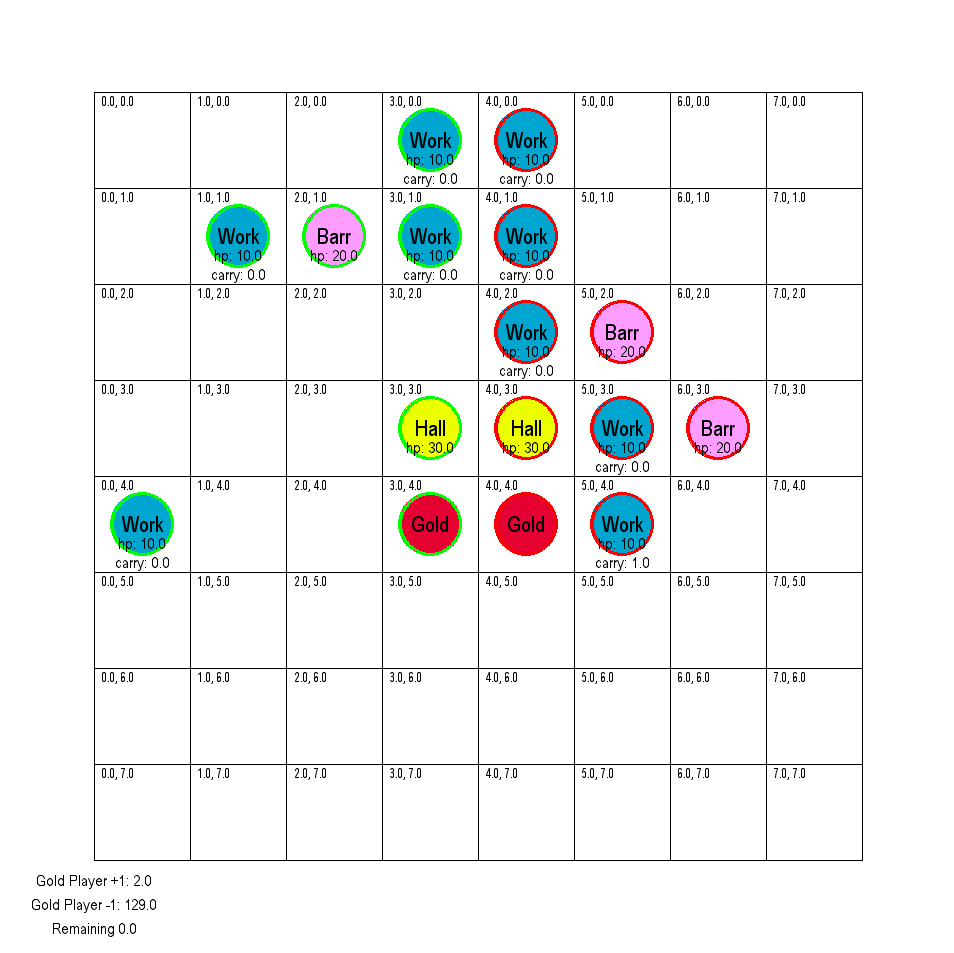 0.0, 0.0 1.0, 0.0 2.0, 0.0 3.0, 0.0 4.0, 0.0 5.0, 0.0 6.0, 0.0 7.0, 0.0
Work Work
hp: 10.0 hp: 10.0
carry: 0.0 carry: 0.0
0.0, 1.0 1.0, 1.0 2.0, 1.0 3.0, 1.0 4.0, 1.0 5.0, 1.0 6.0, 1.0 7.0, 1.0
Work Barr Work Work
hp: 10.0 hp: 20.0 hp: 10.0 hp: 10.0
carry: 0.0 carry: 0.0 carry: 0.0
0.0, 2.0 1.0, 2.0 2.0, 2.0 3.0, 2.0 4.0, 2.0 5.0, 2.0 6.0, 2.0 7.0, 2.0
Work Barr
hp: 10.0 hp: 20.0
carry: 0.0
0.0, 3.0 1.0, 3.0 2.0, 3.0 3.0, 3.0 4.0, 3.0 5.0, 3.0 6.0, 3.0 7.0, 3.0
Hall Hall Work Barr
hp: 30.0 hp: 30.0 hp: 10.0 hp: 20.0
carry: 0.0
0.0, 4.0 1.0, 4.0 2.0, 4.0 3.0, 4.0 4.0, 4.0 5.0, 4.0 6.0, 4.0 7.0, 4.0
Work Gold Gold Work
hp: 10.0 hp: 10.0
carry: 0.0 carry: 1.0
0.0, 5.0 1.0, 5.0 2.0, 5.0 3.0, 5.0 4.0, 5.0 5.0, 5.0 6.0, 5.0 7.0, 5.0
0.0, 6.0 1.0, 6.0 2.0, 6.0 3.0, 6.0 4.0, 6.0 5.0, 6.0 6.0, 6.0 7.0, 6.0
0.0, 7.0 1.0, 7.0 2.0, 7.0 3.0, 7.0 4.0, 7.0 5.0, 7.0 6.0, 7.0 7.0, 7.0
Gold Player +1: 2.0
Gold Player -1: 129.0
Remaining 0.0